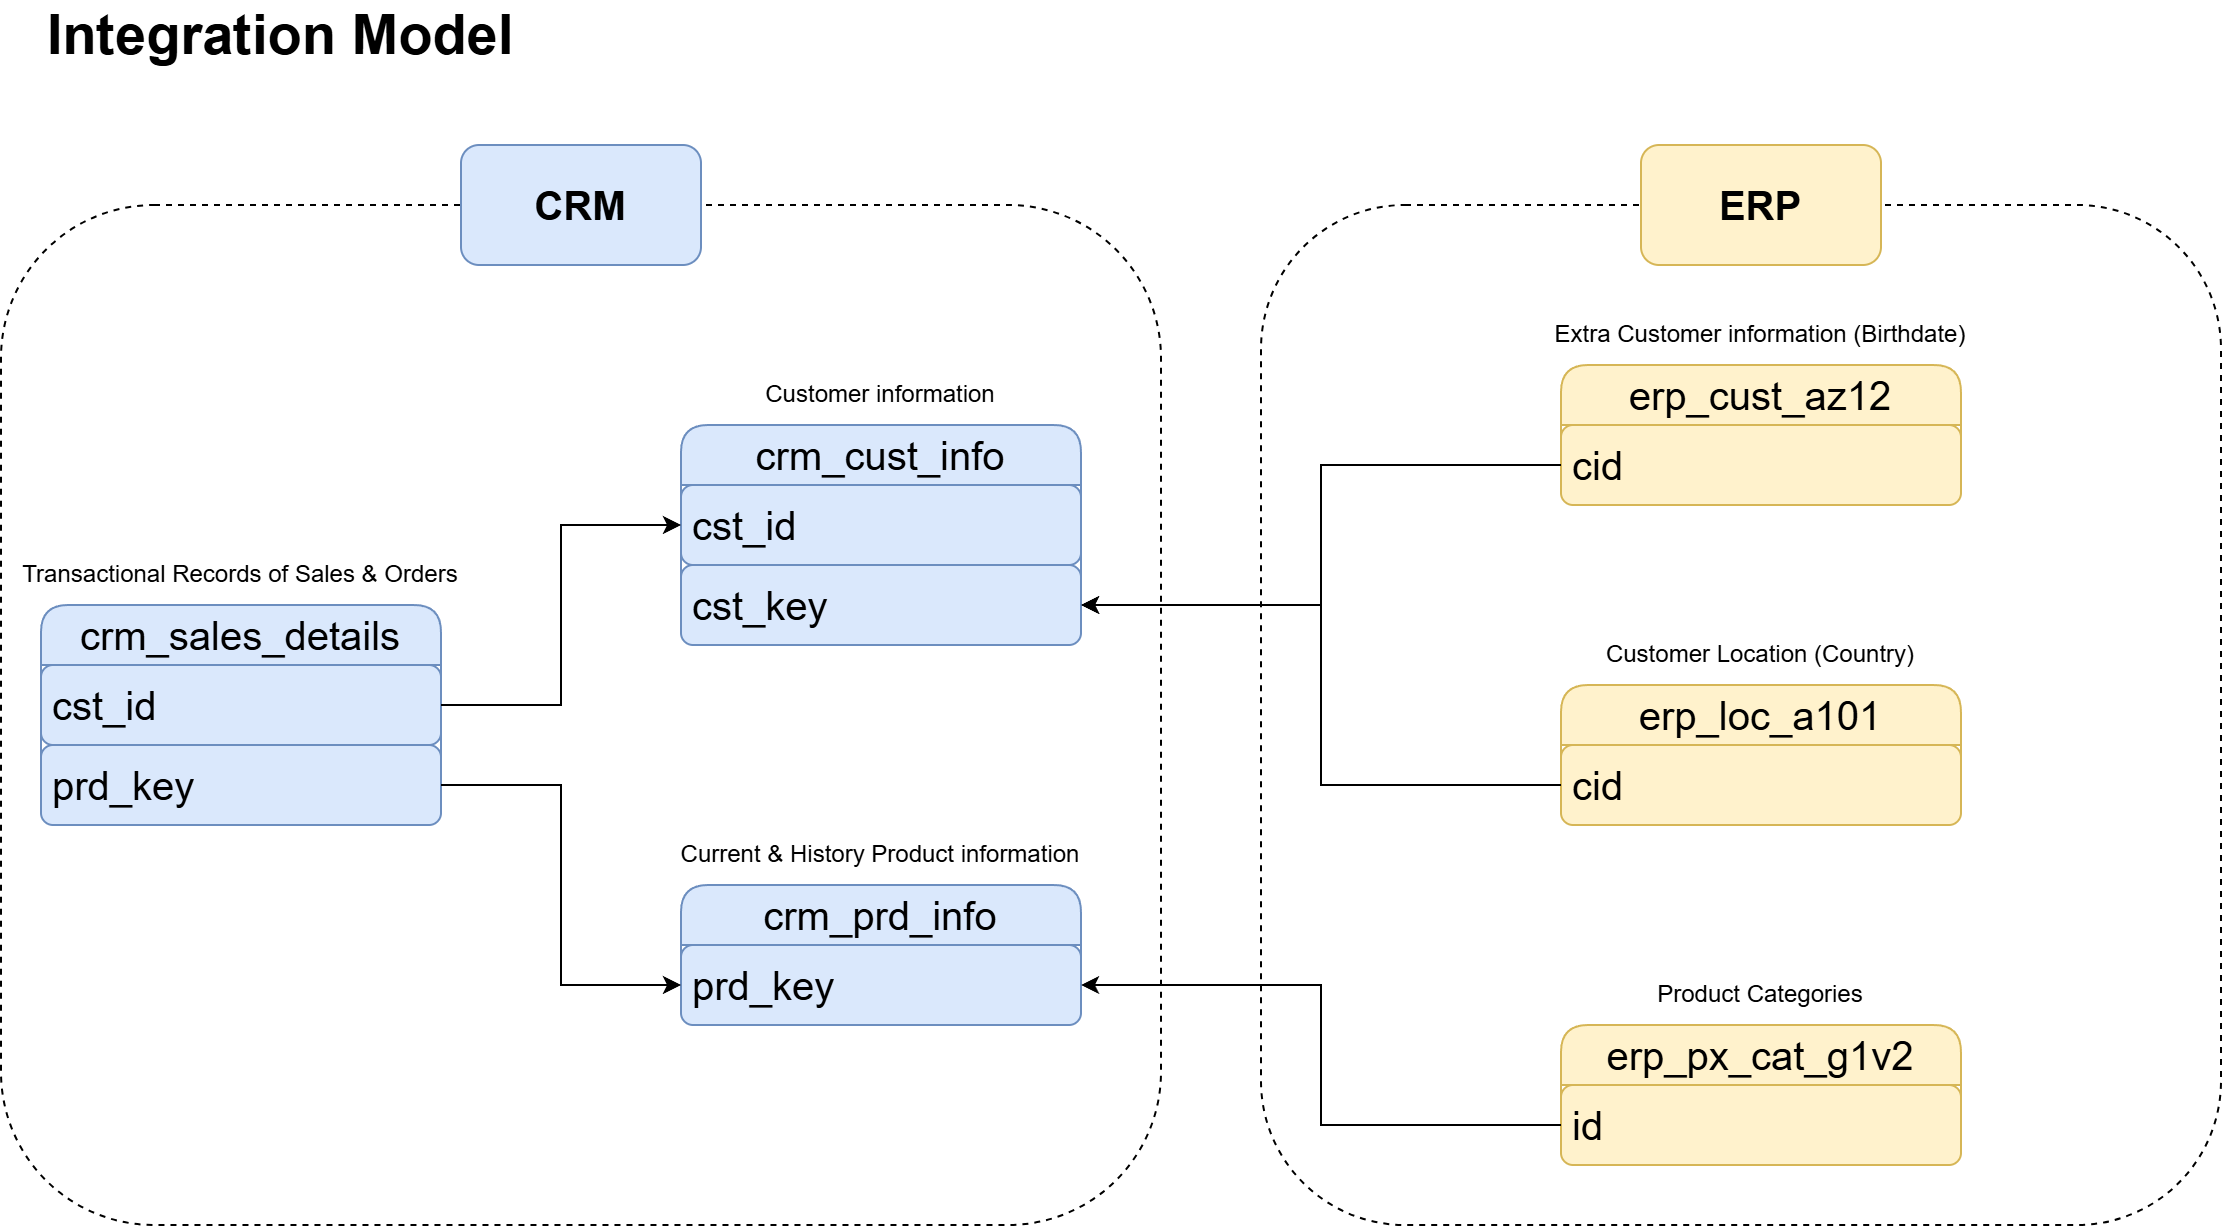 Integration Model
CRM
ERP
Transactional Records of Sales & Orders
crm_sales_details
cst_id
prd_key
Customer information
crm_cust_info
cst_id
cst_key
Current & History Product information
crm_prd_info
prd_key
Extra Customer information (Birthdate)
erp_cust_az12
cid
Customer Location (Country)
erp_loc_a101
cid
Product Categories
erp_px_cat_g1v2
id